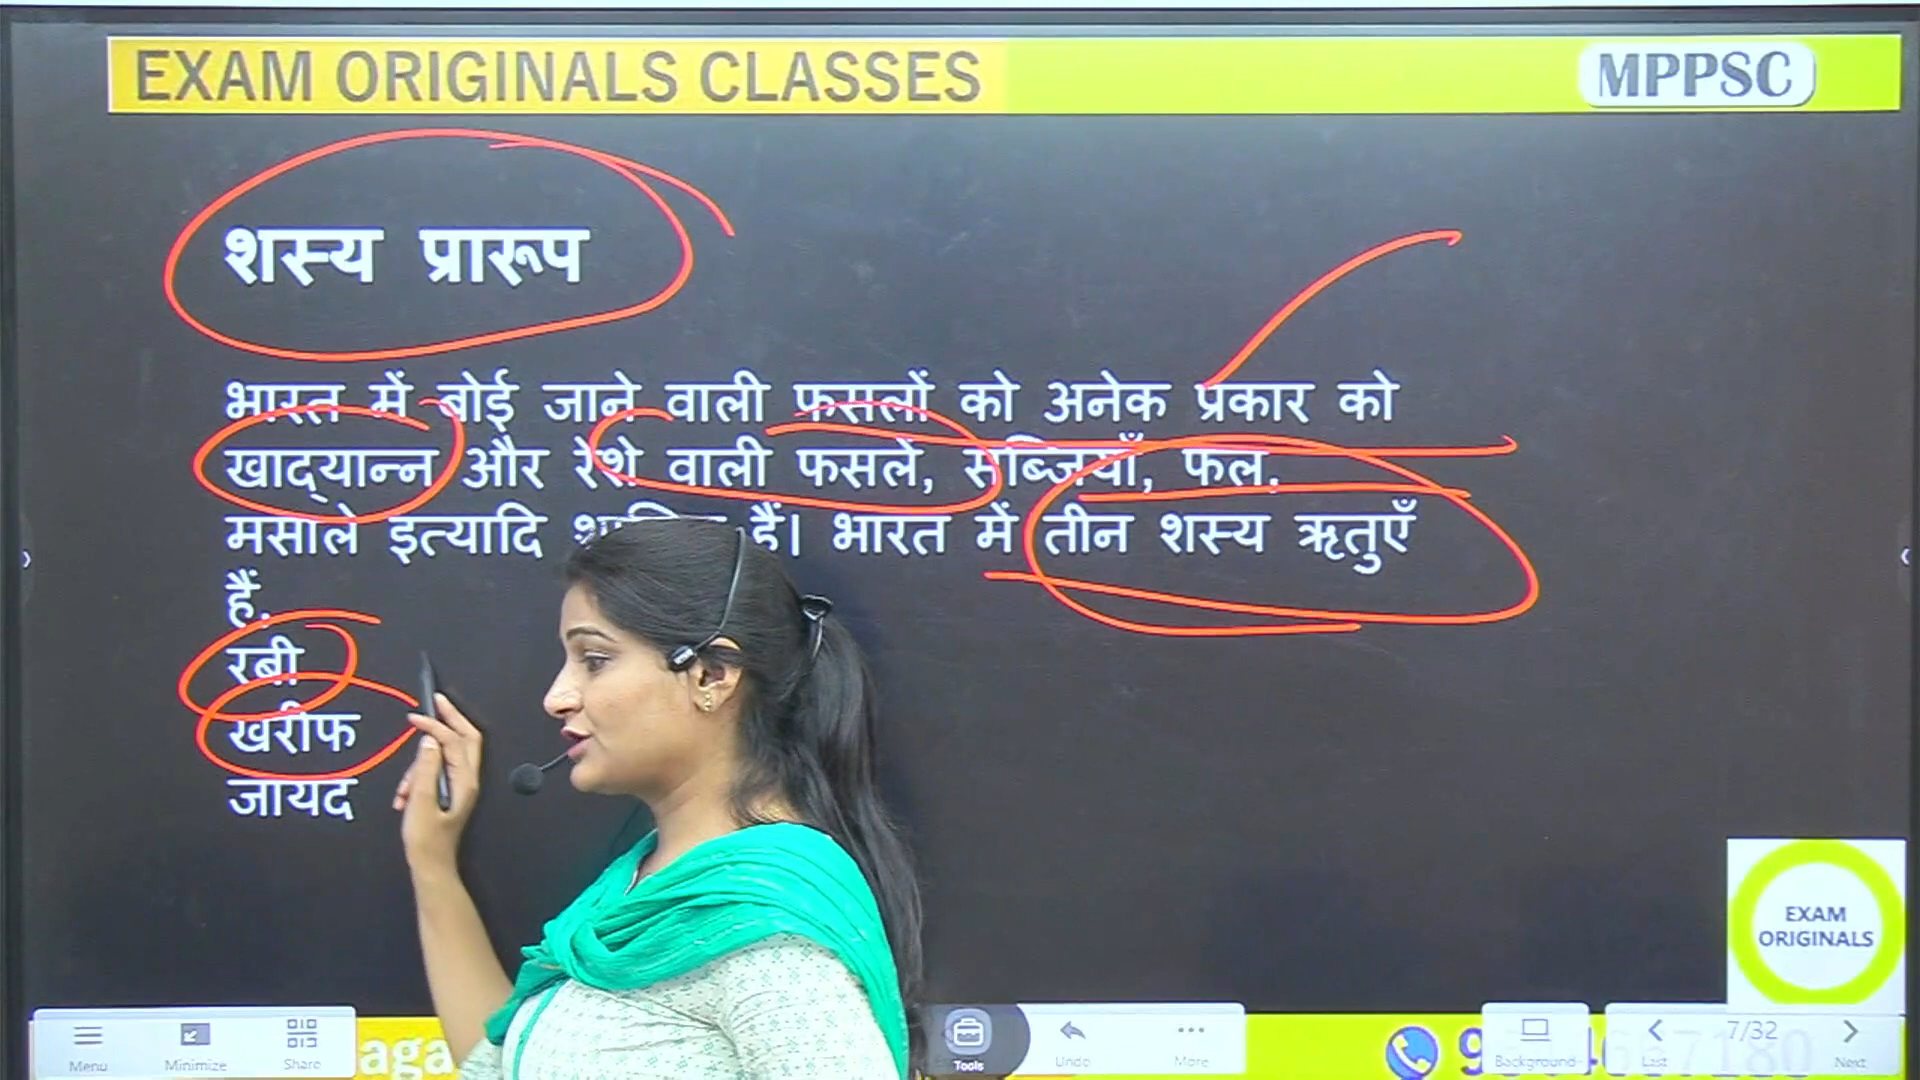 EXAM ORIGINALS CLASSES
MPPSC
शस्य प्रारूप
भारत में बोई जाने वाली फसलों को अनेक प्रकार को
खाद्यान्न और रेशे वाली फसलें, सब्जियाँ, फल,
मसाले इत्यादि हैं। भारत में तीन शस्य ऋतुएँ
हैं.
रबी
खरीफ
जायद
EXAM
ORIGINALS
Menu
Minimize
Share
Tools
Undo
More
Background
Last
7/32
Next